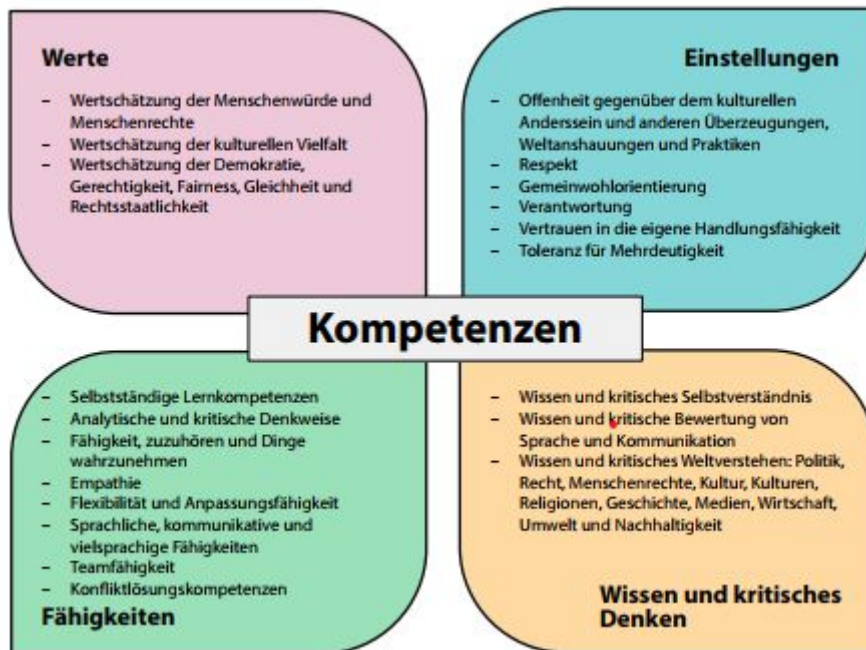 Werte
– Wertschätzung der Menschenwürde und
Menschenrechte
– Wertschätzung der kulturellen Vielfalt
– Wertschätzung der Demokratie,
Gerechtigkeit, Fairness, Gleichheit und
Rechtsstaatlichkeit
Einstellungen
– Offenheit gegenüber dem kulturellen
Anderssein und anderen Überzeugungen,
Weltanshauungen und Praktiken
– Respekt
– Gemeinwohlorientierung
– Verantwortung
– Vertrauen in die eigene Handlungsfähigkeit
– Toleranz für Mehrdeutigkeit
Kompetenzen
– Selbstständige Lernkompetenzen
– Analytische und kritische Denkweise
– Fähigkeit, zuzuhören und Dinge
wahrzunehmen
– Empathie
– Flexibilität und Anpassungsfähigkeit
– Sprachliche, kommunikative und
vielsprachige Fähigkeiten
– Teamfähigkeit
– Konfliktlösungskompetenzen
Fähigkeiten
– Wissen und kritisches Selbstverständnis
– Wissen und kritische Bewertung von
Sprache und Kommunikation
– Wissen und kritisches Weltverstehen: Politik,
Recht, Menschenrechte, Kultur, Kulturen,
Religionen, Geschichte, Medien, Wirtschaft,
Umwelt und Nachhaltigkeit
Wissen und kritisches
Denken